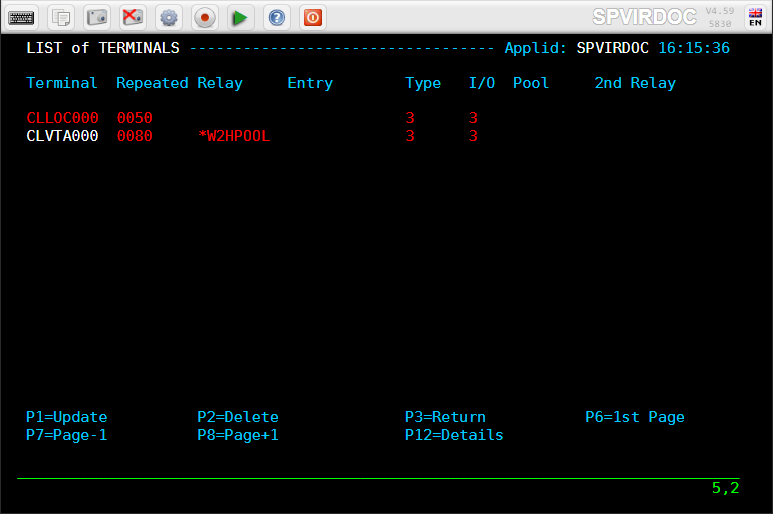 SPVIRDOC V4.59
5830
EN
LIST of TERMINALS ---------------------------------- Applid: SPVIRDOC 16:15:36
Terminal Repeated Relay Entry Type I/O Pool 2nd Relay
CLLOC000 0050 3 3
CLVTA000 0080 *W2HPOOL 3 3
P1=Update P2=Delete P3=Return P6=1st Page
P7=Page-1 P8=Page+1 P12=Details
5,2